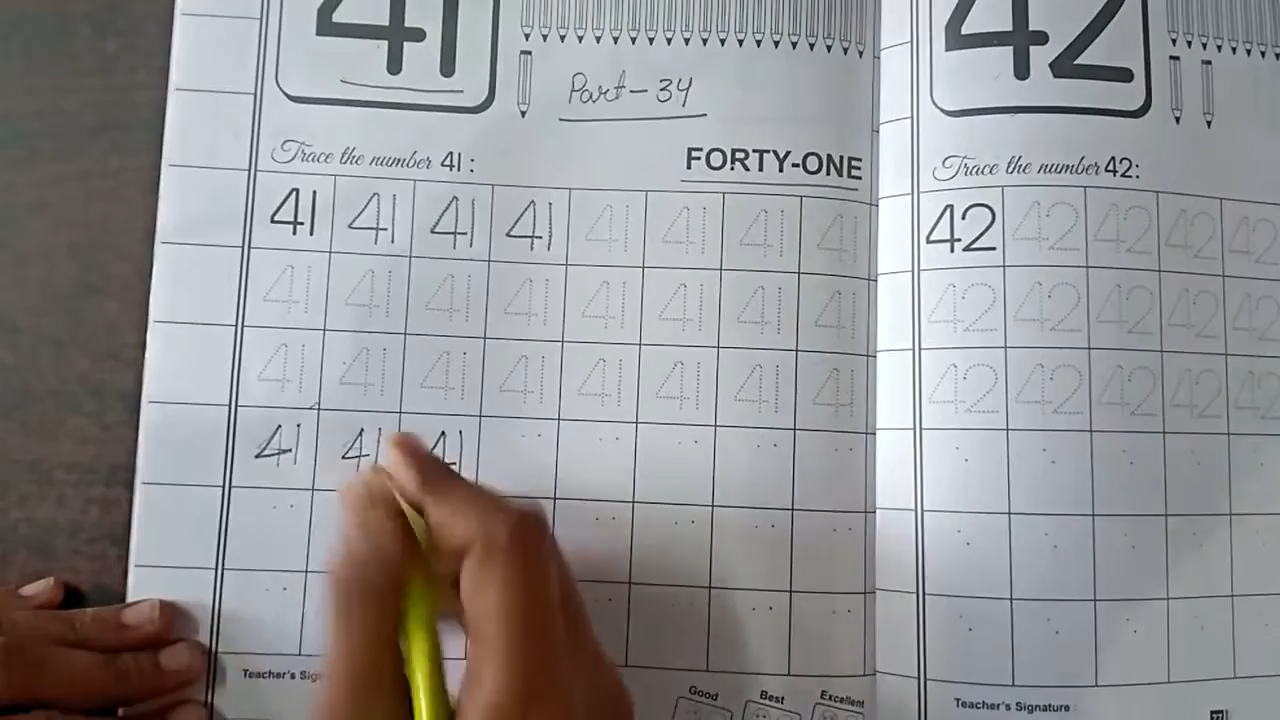 41
Part-34
Trace the number 41:
FORTY-ONE
41 41 41 41 41 41 41 41
41 41 41 41 41 41 41 41
41 41 41 41 41 41 41 41
41 41 41
Teacher's
Good Best Excellent
42
Trace the number 42:
42 42 42 42 42
42 42 42 42 42
42 42 42 42 42
Teacher's Signature